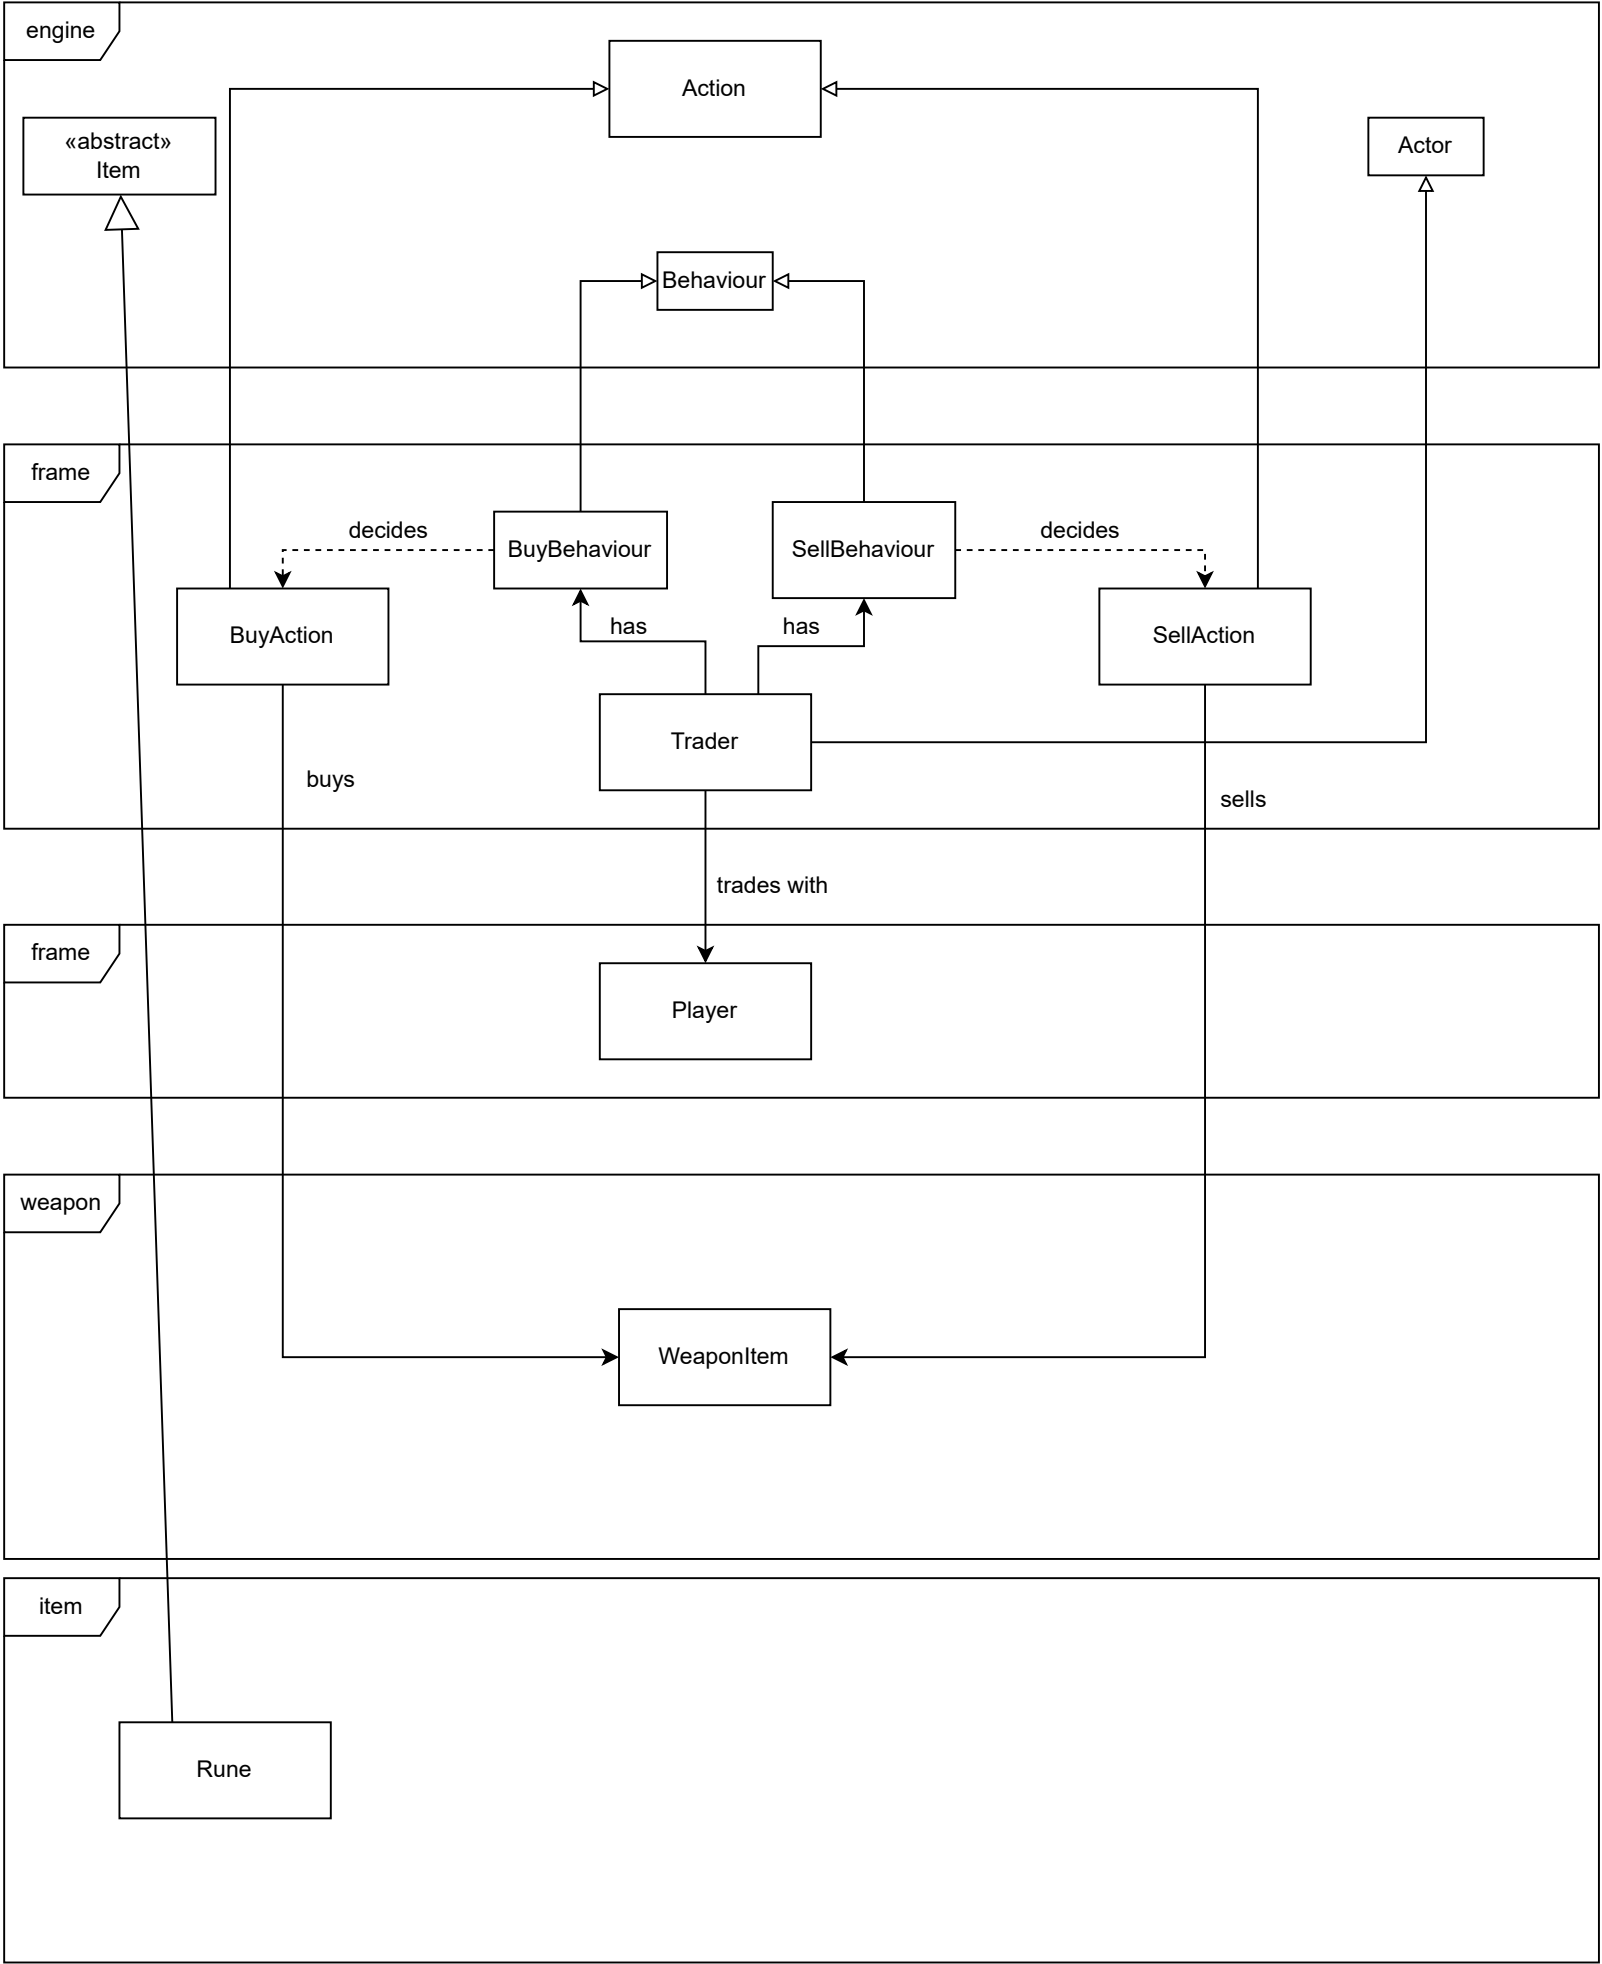 engine
Action
«abstract»
Item
Actor
Behaviour
frame
decides
decides
BuyBehaviour
SellBehaviour
has
has
BuyAction
SellAction
Trader
buys
sells
trades with
frame
Player
weapon
WeaponItem
item
Rune